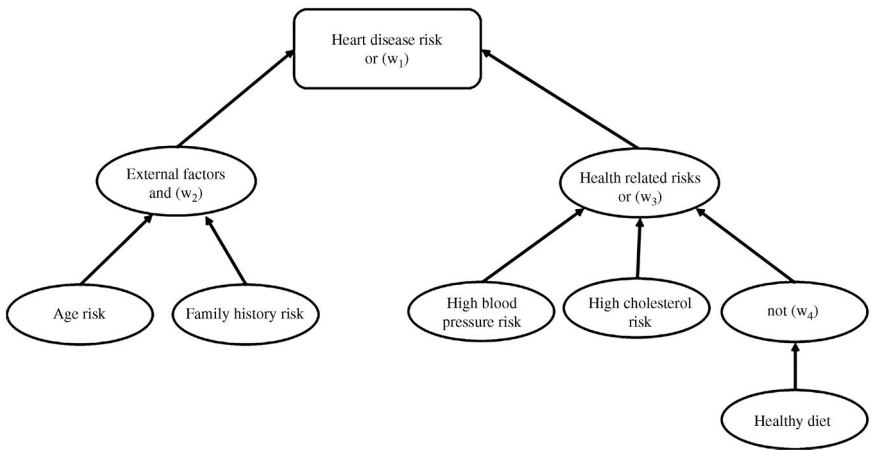 Heart disease risk
or (w1)
External factors
and (w2)
Health related risks
or (w3)
Age risk
Family history risk
High blood
pressure risk
High cholesterol
risk
not (w4)
Healthy diet